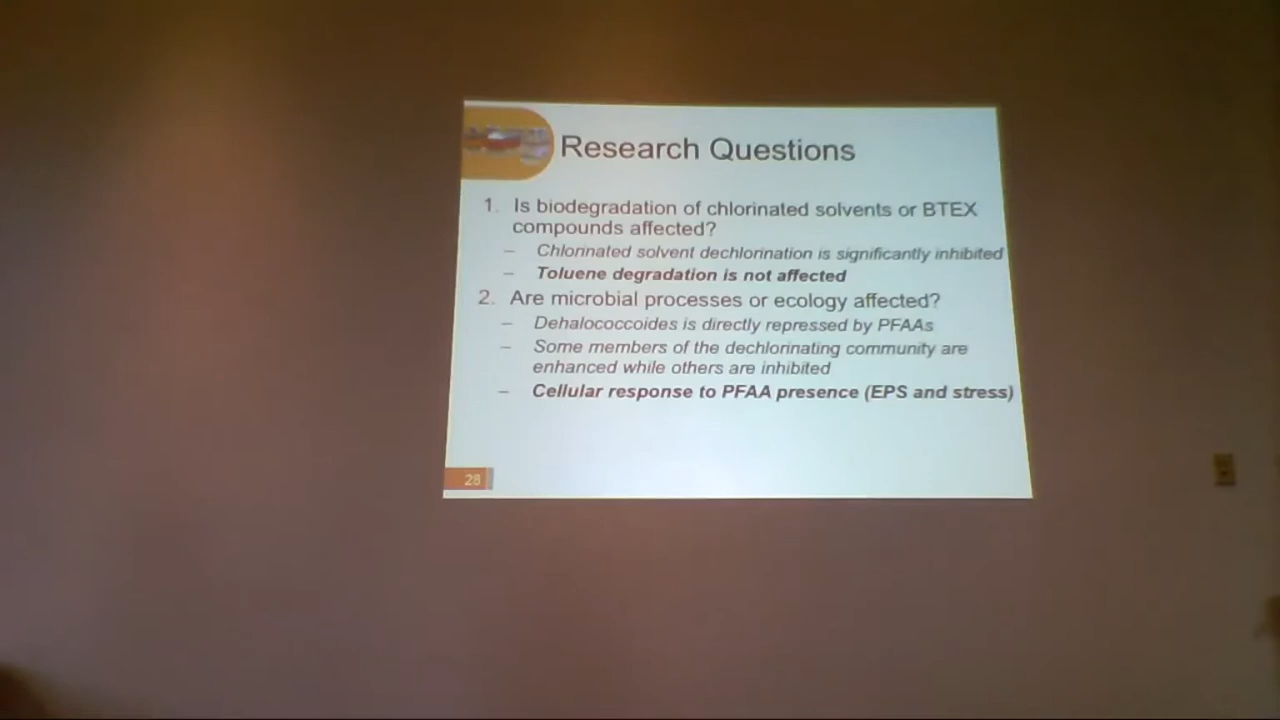 Research Questions
1. Is biodegradation of chlorinated solvents or BTEX
compounds affected?
– Chlorinated solvent dechlorination is significantly inhibited
– Toluene degradation is not affected
2. Are microbial processes or ecology affected?
– Dehalococcoides is directly repressed by PFAAs
– Some members of the dechlorinating community are
enhanced while others are inhibited
– Cellular response to PFAA presence (EPS and stress)
28